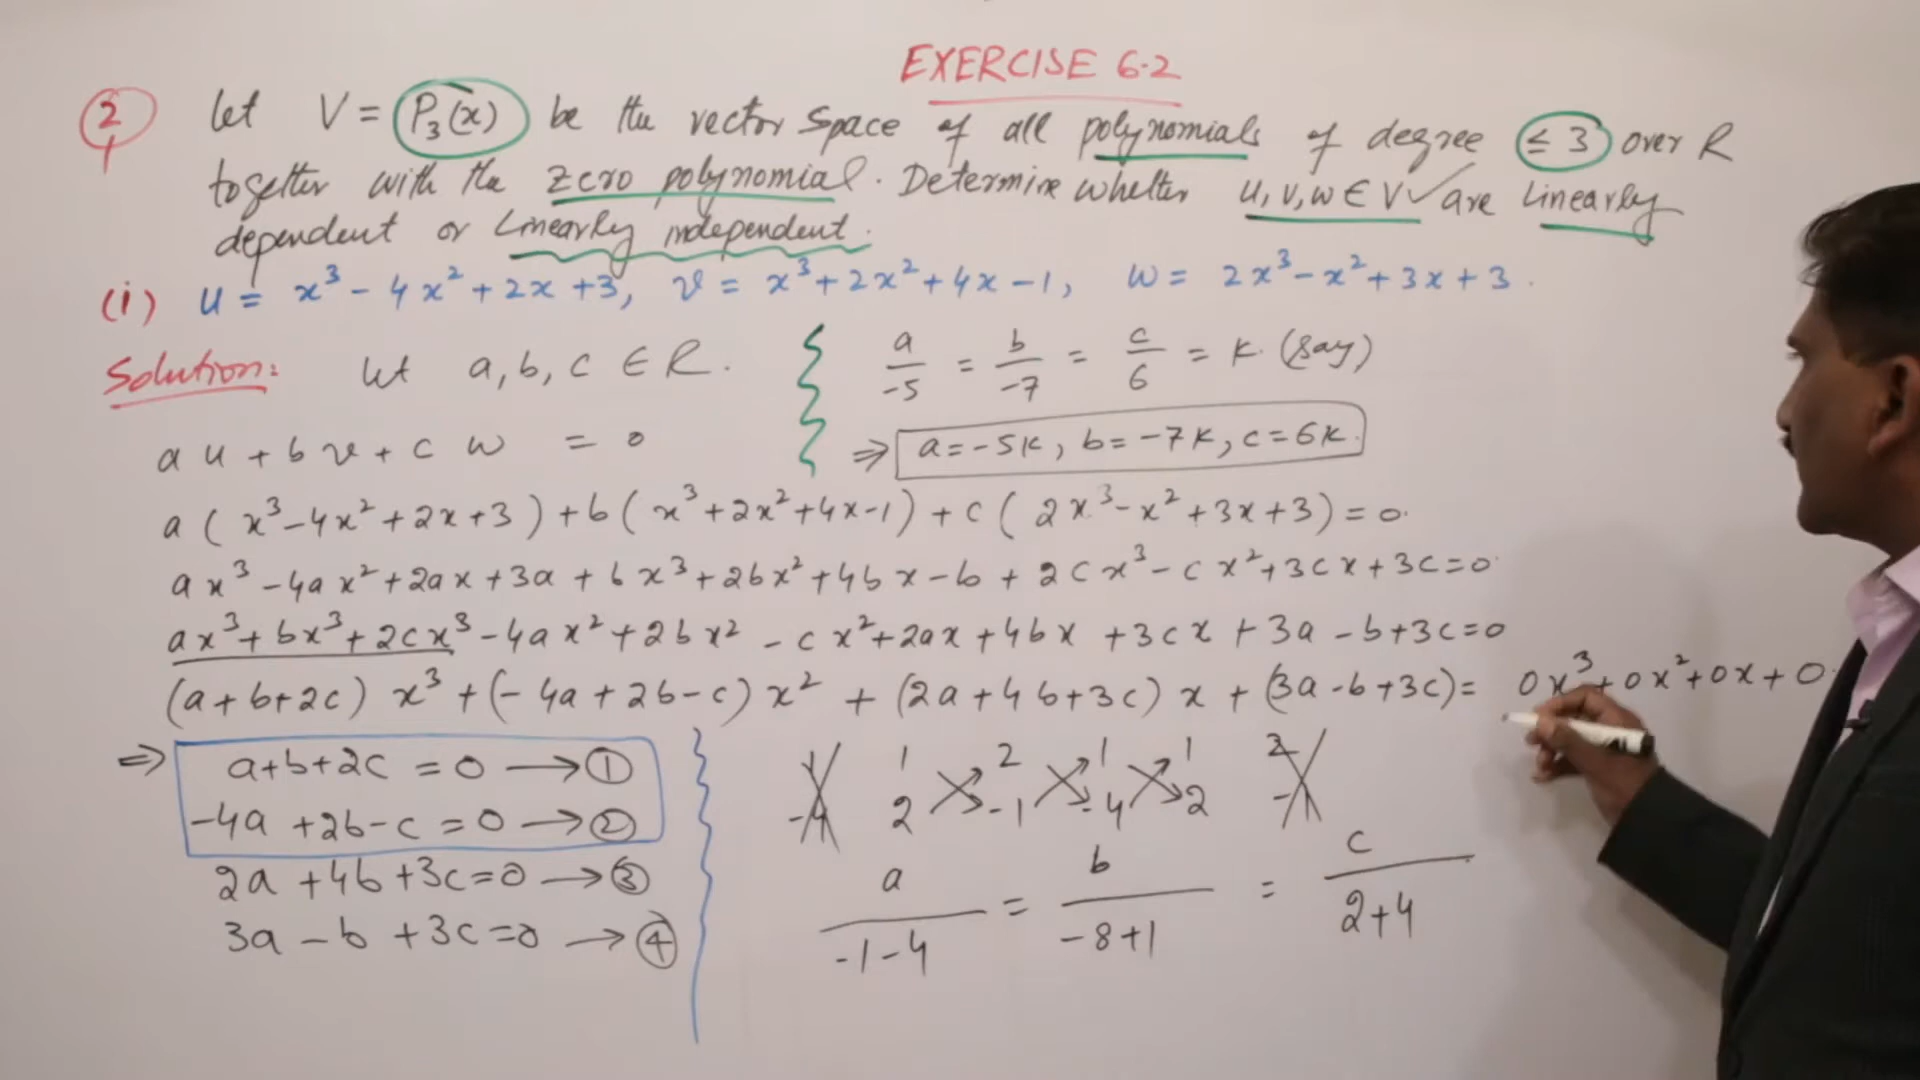 EXERCISE 6.2
2 let V = P₃(x) be the vector space of all polynomials of degree ≤ 3 over R
together with the zero polynomial. Determine whether u, v, w ∈ V are linearly
dependent or Linearly independent.
(i) u = x³ - 4x² + 2x + 3, v = x³ + 2x² + 4x - 1, w = 2x³ - x² + 3x + 3.
Solution: let a, b, c ∈ R.
a u + b v + c w = 0
a/-5 = b/-7 = c/6 = k. (say)
⇒ a = -5k, b = -7k, c = 6k.
a(x³ - 4x² + 2x + 3) + b(x³ + 2x² + 4x - 1) + c(2x³ - x² + 3x + 3) = 0.
ax³ - 4ax² + 2ax + 3a + bx³ + 2bx² + 4bx - b + 2cx³ - cx² + 3cx + 3c = 0.
ax³ + bx³ + 2cx³ - 4ax² + 2bx² - cx² + 2ax + 4bx + 3cx + 3a - b + 3c = 0
(a+b+2c) x³ + (-4a+2b-c) x² + (2a+4b+3c) x + (3a-b+3c) = 0x³ + 0x² + 0x + 0.
⇒ a+b+2c = 0 → ①
-4a+2b-c = 0 → ②
2a+4b+3c = 0 → ③
3a-b+3c = 0 → ④
1 1 2 1 1 2
-4 2 -1 -4 2 -1
a/(-1-4) = b/(-8+1) = c/(2+4)